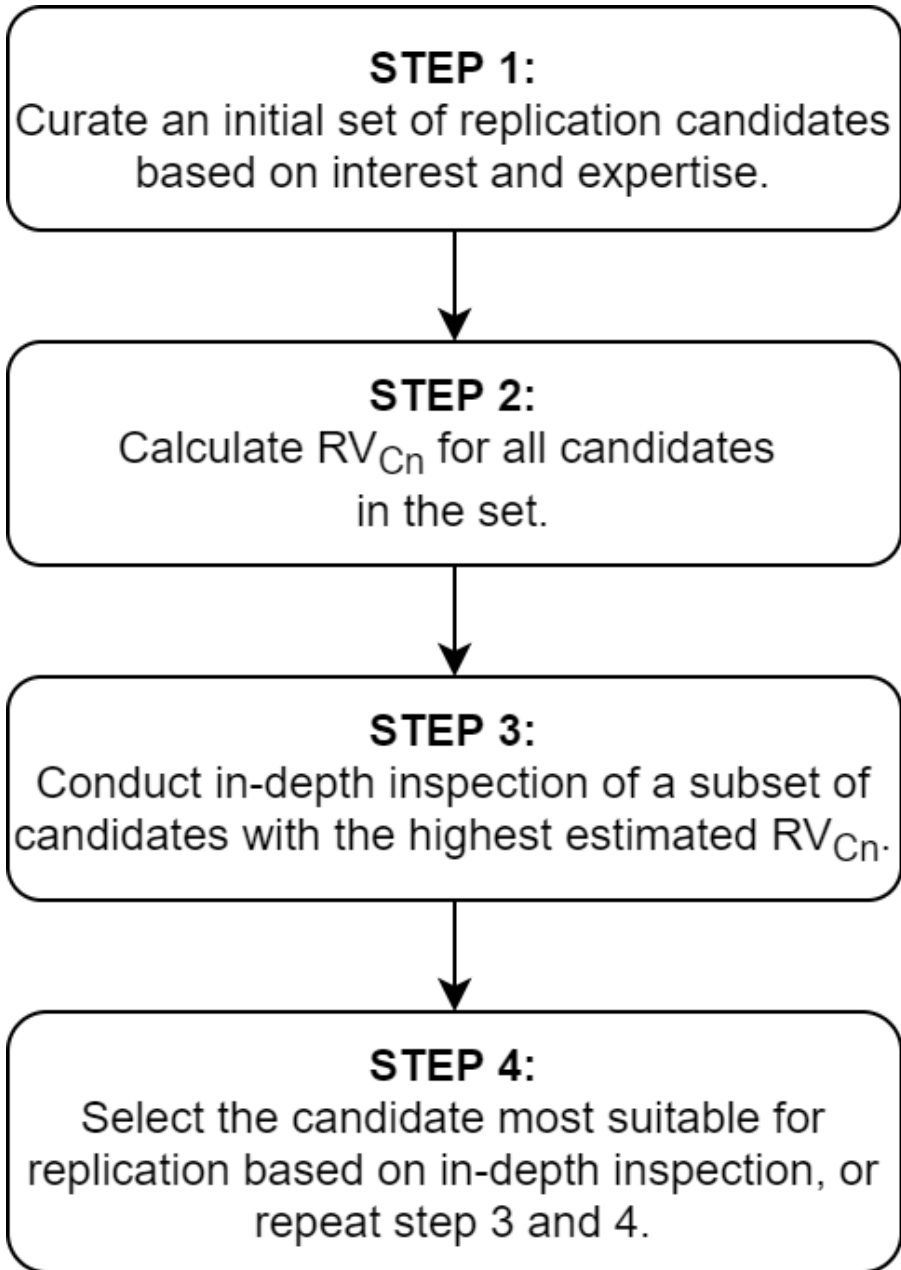 STEP 1:
Curate an initial set of replication candidates
based on interest and expertise.
STEP 2:
Calculate RV_Cn for all candidates
in the set.
STEP 3:
Conduct in-depth inspection of a subset of
candidates with the highest estimated RV_Cn.
STEP 4:
Select the candidate most suitable for
replication based on in-depth inspection, or
repeat step 3 and 4.